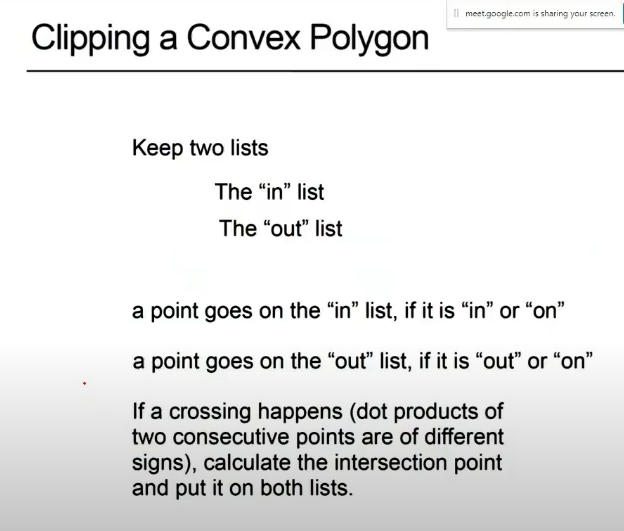 meet.google.com is sharing your screen.
Clipping a Convex Polygon
Keep two lists
The “in” list
The “out” list
a point goes on the “in” list, if it is “in” or “on”
a point goes on the “out” list, if it is “out” or “on”
If a crossing happens (dot products of
two consecutive points are of different
signs), calculate the intersection point
and put it on both lists.